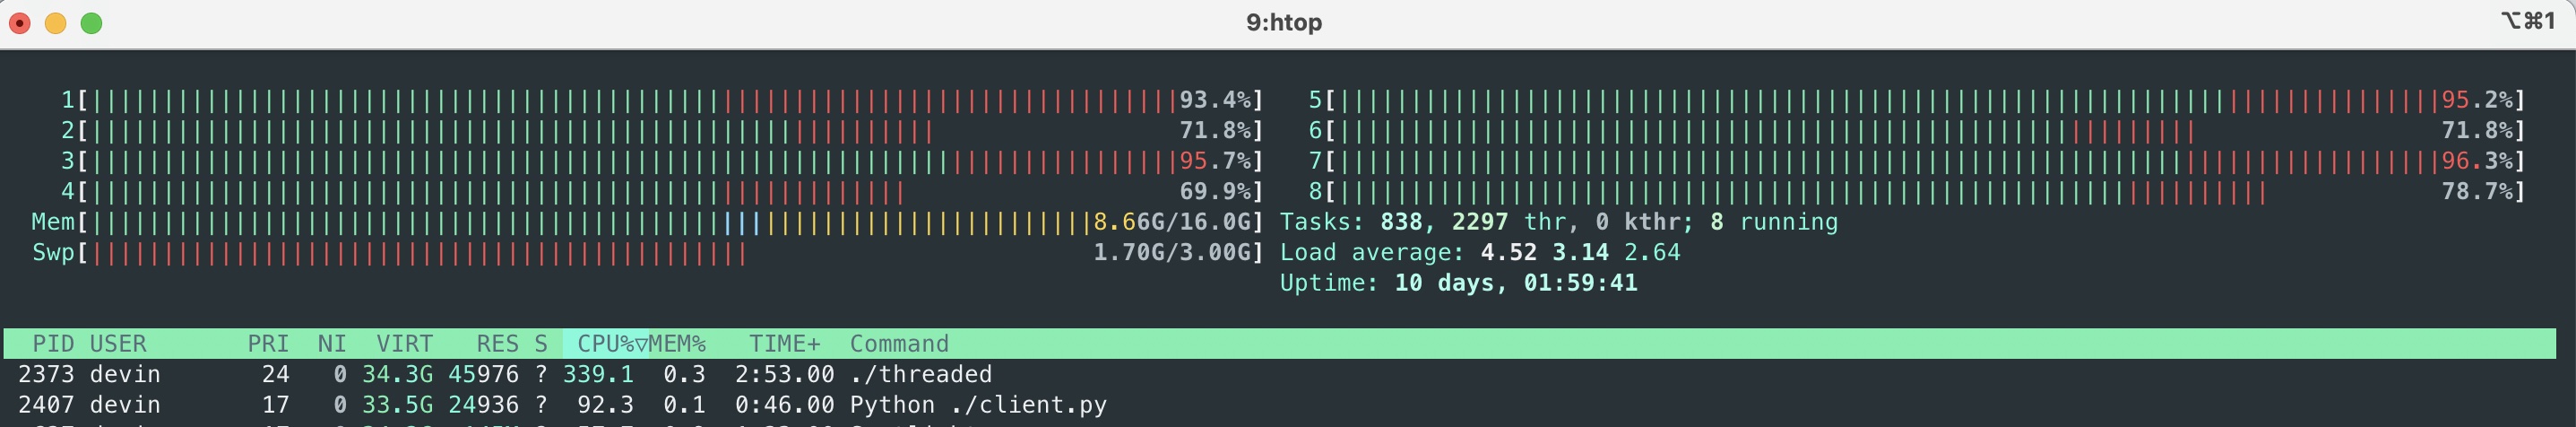 9:htop
⌥⌘1
1[93.4%] 5[95.2%]
2[71.8%] 6[71.8%]
3[95.7%] 7[96.3%]
4[69.9%] 8[78.7%]
Mem[8.66G/16.0G] Tasks: 838, 2297 thr, 0 kthr; 8 running
Swp[1.70G/3.00G] Load average: 4.52 3.14 2.64
Uptime: 10 days, 01:59:41
PID USER PRI NI VIRT RES S CPU%▽MEM% TIME+ Command
2373 devin 24 0 34.3G 45976 ? 339.1 0.3 2:53.00 ./threaded
2407 devin 17 0 33.5G 24936 ? 92.3 0.1 0:46.00 Python ./client.py